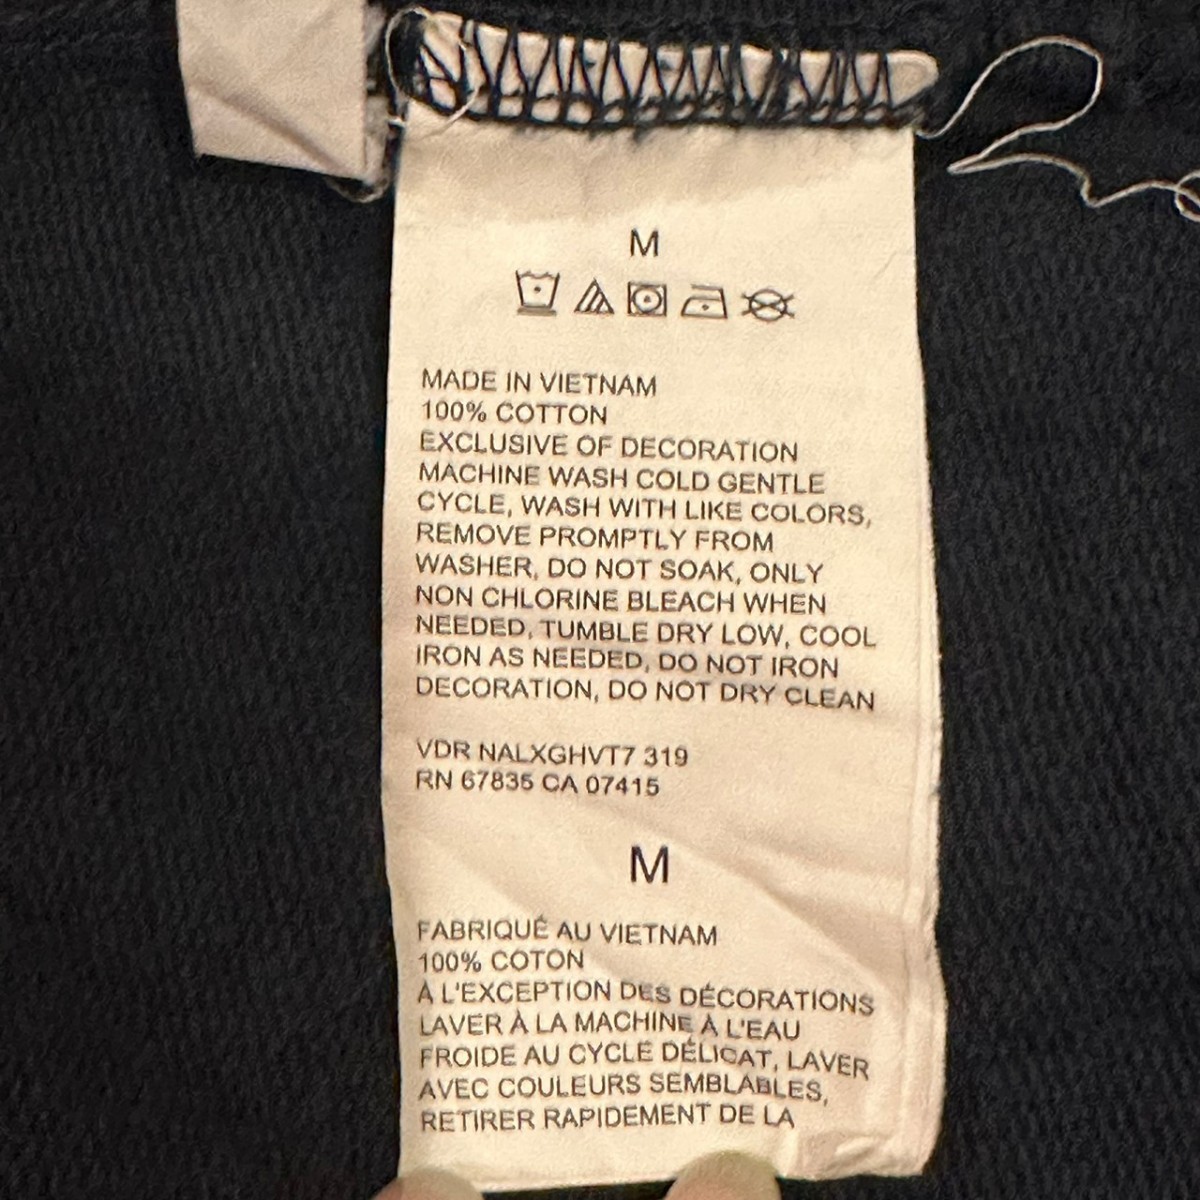 M
MADE IN VIETNAM
100% COTTON
EXCLUSIVE OF DECORATION
MACHINE WASH COLD GENTLE
CYCLE, WASH WITH LIKE COLORS,
REMOVE PROMPTLY FROM
WASHER, DO NOT SOAK, ONLY
NON CHLORINE BLEACH WHEN
NEEDED, TUMBLE DRY LOW, COOL
IRON AS NEEDED, DO NOT IRON
DECORATION, DO NOT DRY CLEAN
VDR NALXGHVT7 319
RN 67835 CA 07415
M
FABRIQUÉ AU VIETNAM
100% COTON
À L'EXCEPTION DES DÉCORATIONS
LAVER À LA MACHINE À L'EAU
FROIDE AU CYCLE DÉLICAT, LAVER
AVEC COULEURS SEMBLABLES,
RETIRER RAPIDEMENT DE LA